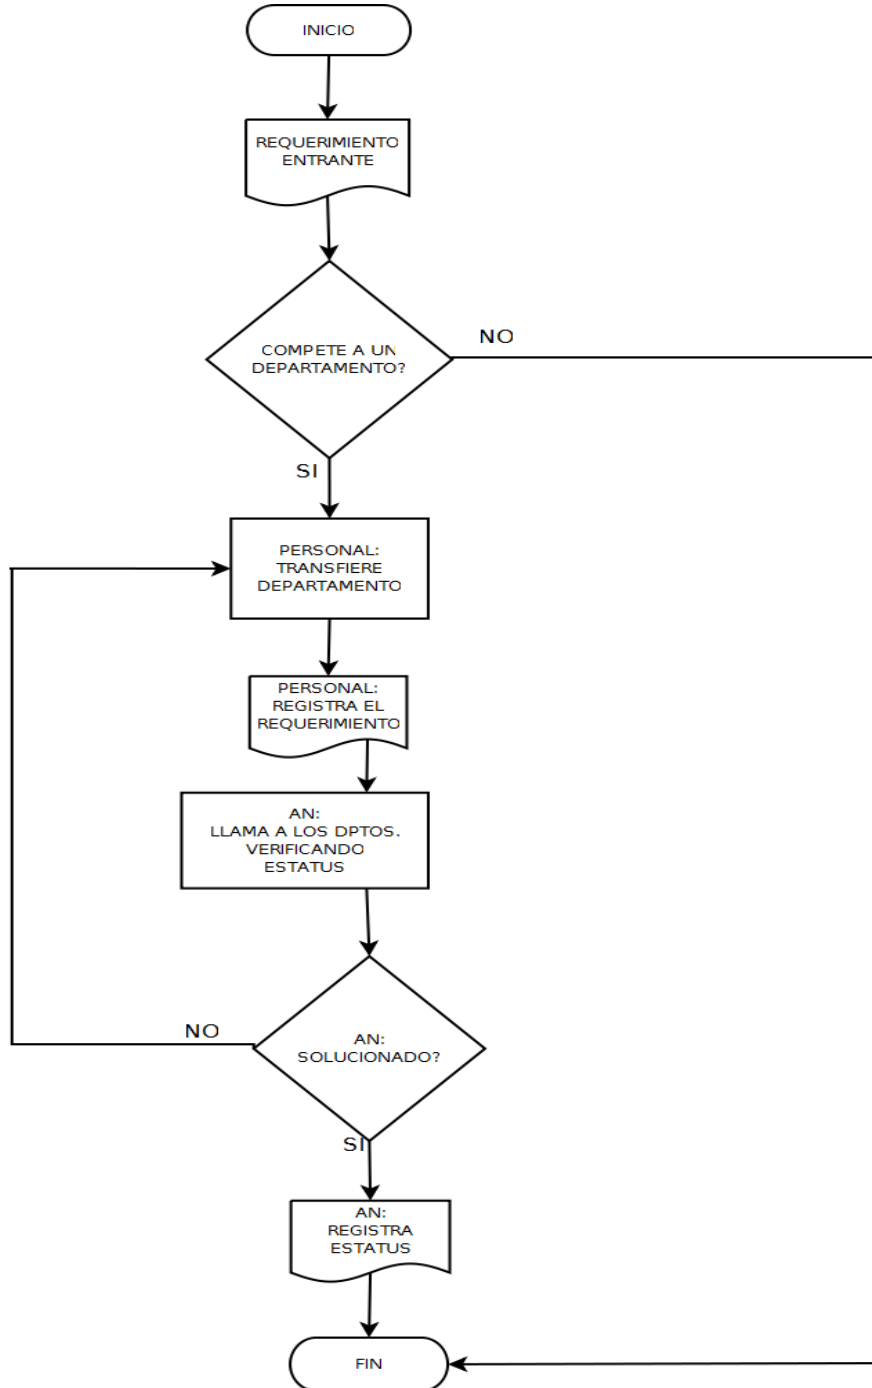 INICIO
REQUERIMIENTO
ENTRANTE
COMPETE A UN
DEPARTAMENTO?
NO
SI
PERSONAL:
TRANSFIERE
DEPARTAMENTO
PERSONAL:
REGISTRA EL
REQUERIMIENTO
AN:
LLAMA A LOS DPTOS.
VERIFICANDO
ESTATUS
NO
AN:
SOLUCIONADO?
SI
AN:
REGISTRA
ESTATUS
FIN